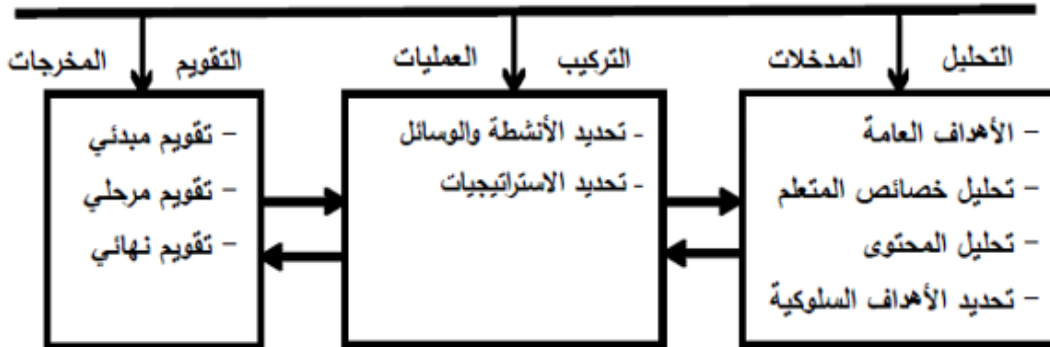 التحليل المدخلات
- الأهداف العامة
- تحليل خصائص المتعلم
- تحليل المحتوى
- تحديد الأهداف السلوكية
التركيب العمليات
- تحديد الأنشطة والوسائل
- تحديد الاستراتيجيات
التقويم المخرجات
- تقويم مبدئي
- تقويم مرحلي
- تقويم نهائي